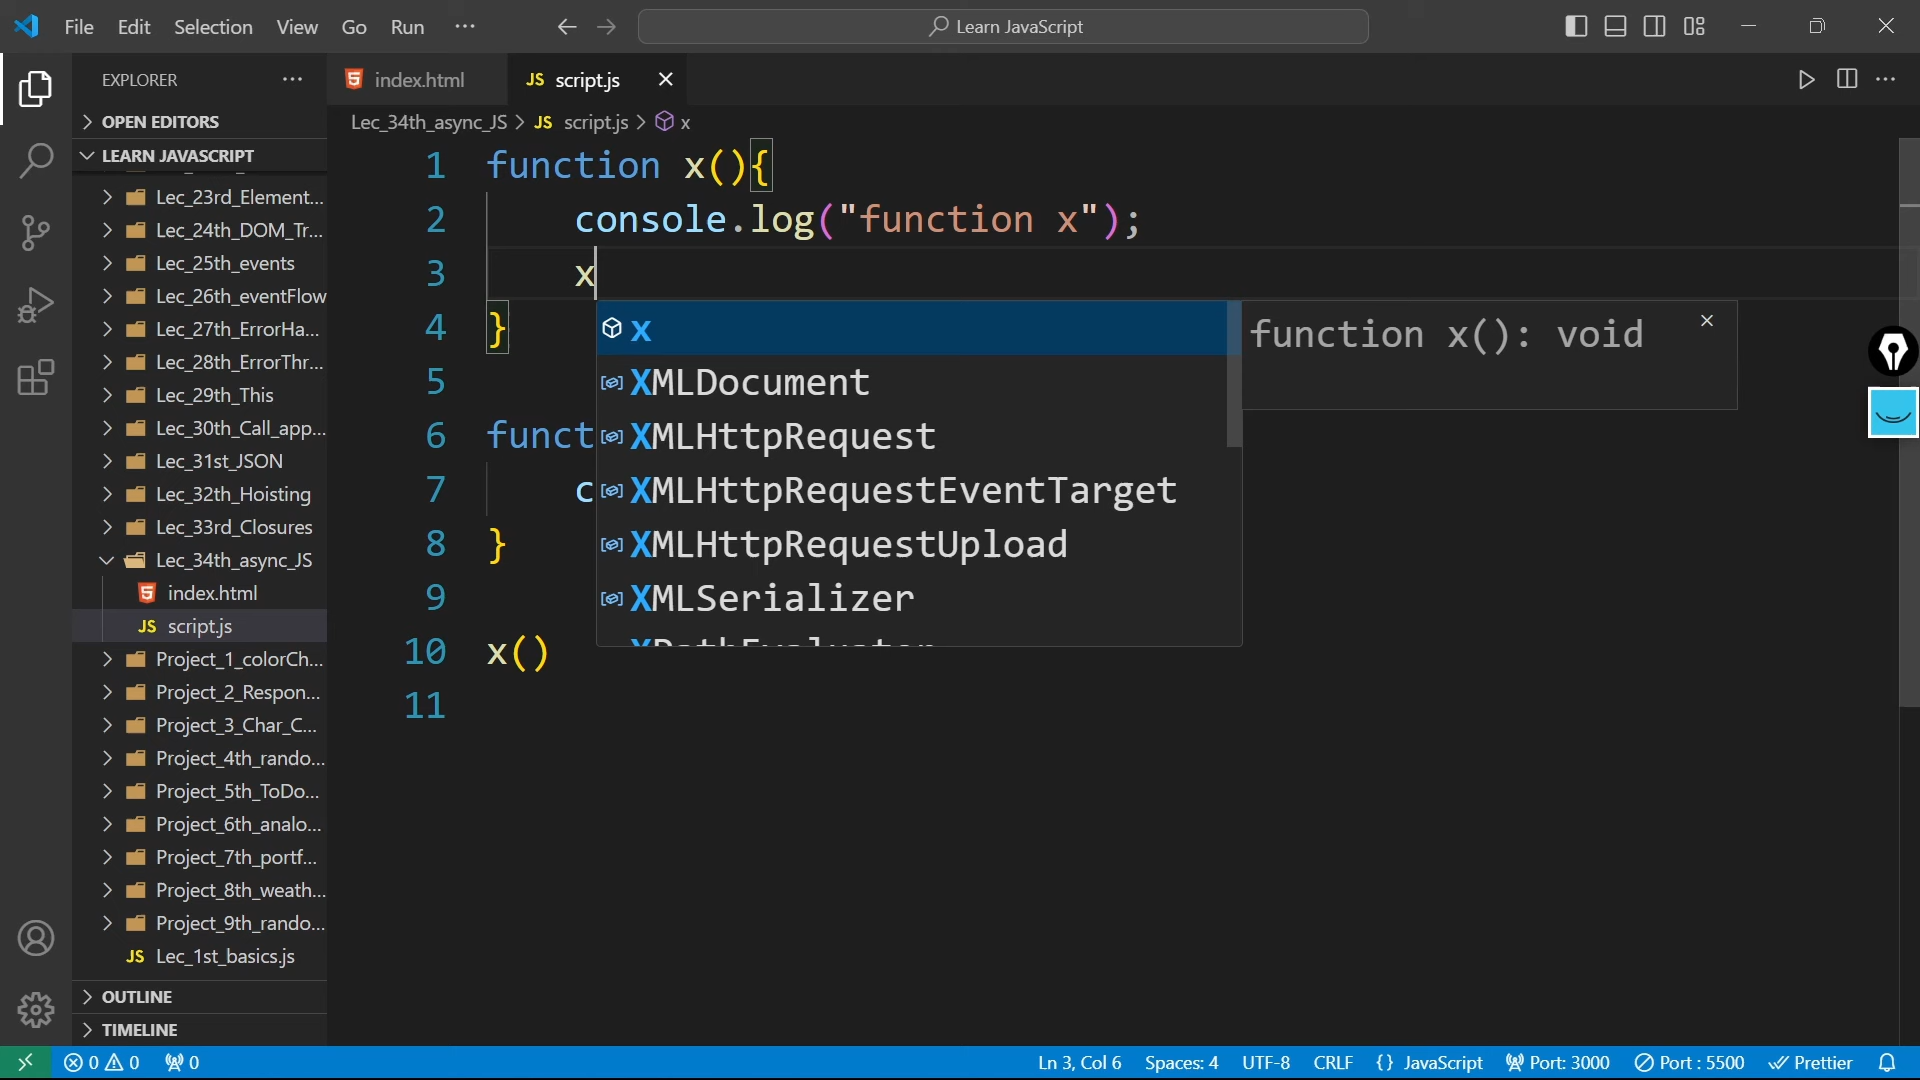 File Edit Selection View Go Run ··· Learn JavaScript
EXPLORER ···
OPEN EDITORS
LEARN JAVASCRIPT
Lec_23rd_Element...
Lec_24th_DOM_Tr...
Lec_25th_events
Lec_26th_eventFlow
Lec_27th_ErrorHa...
Lec_28th_ErrorThr...
Lec_29th_This
Lec_30th_Call_app...
Lec_31st_JSON
Lec_32th_Hoisting
Lec_33rd_Closures
Lec_34th_async_JS
index.html
JS script.js
Project_1_colorCh...
Project_2_Respon...
Project_3_Char_C...
Project_4th_rando...
Project_5th_ToDo...
Project_6th_analo...
Project_7th_portf...
Project_8th_weath...
Project_9th_rando...
JS Lec_1st_basics.js
OUTLINE
TIMELINE
index.html JS script.js
Lec_34th_async_JS > JS script.js > x
1 function x(){
2 console.log("function x");
3 x
4 }
5
6 funct
7 c
8 }
9
10 x()
11
x
XMLDocument
XMLHttpRequest
XMLHttpRequestEventTarget
XMLHttpRequestUpload
XMLSerializer
XPathEvaluator
function x(): void
0 0 0 Ln 3, Col 6 Spaces: 4 UTF-8 CRLF {} JavaScript Port: 3000 Port : 5500 Prettier